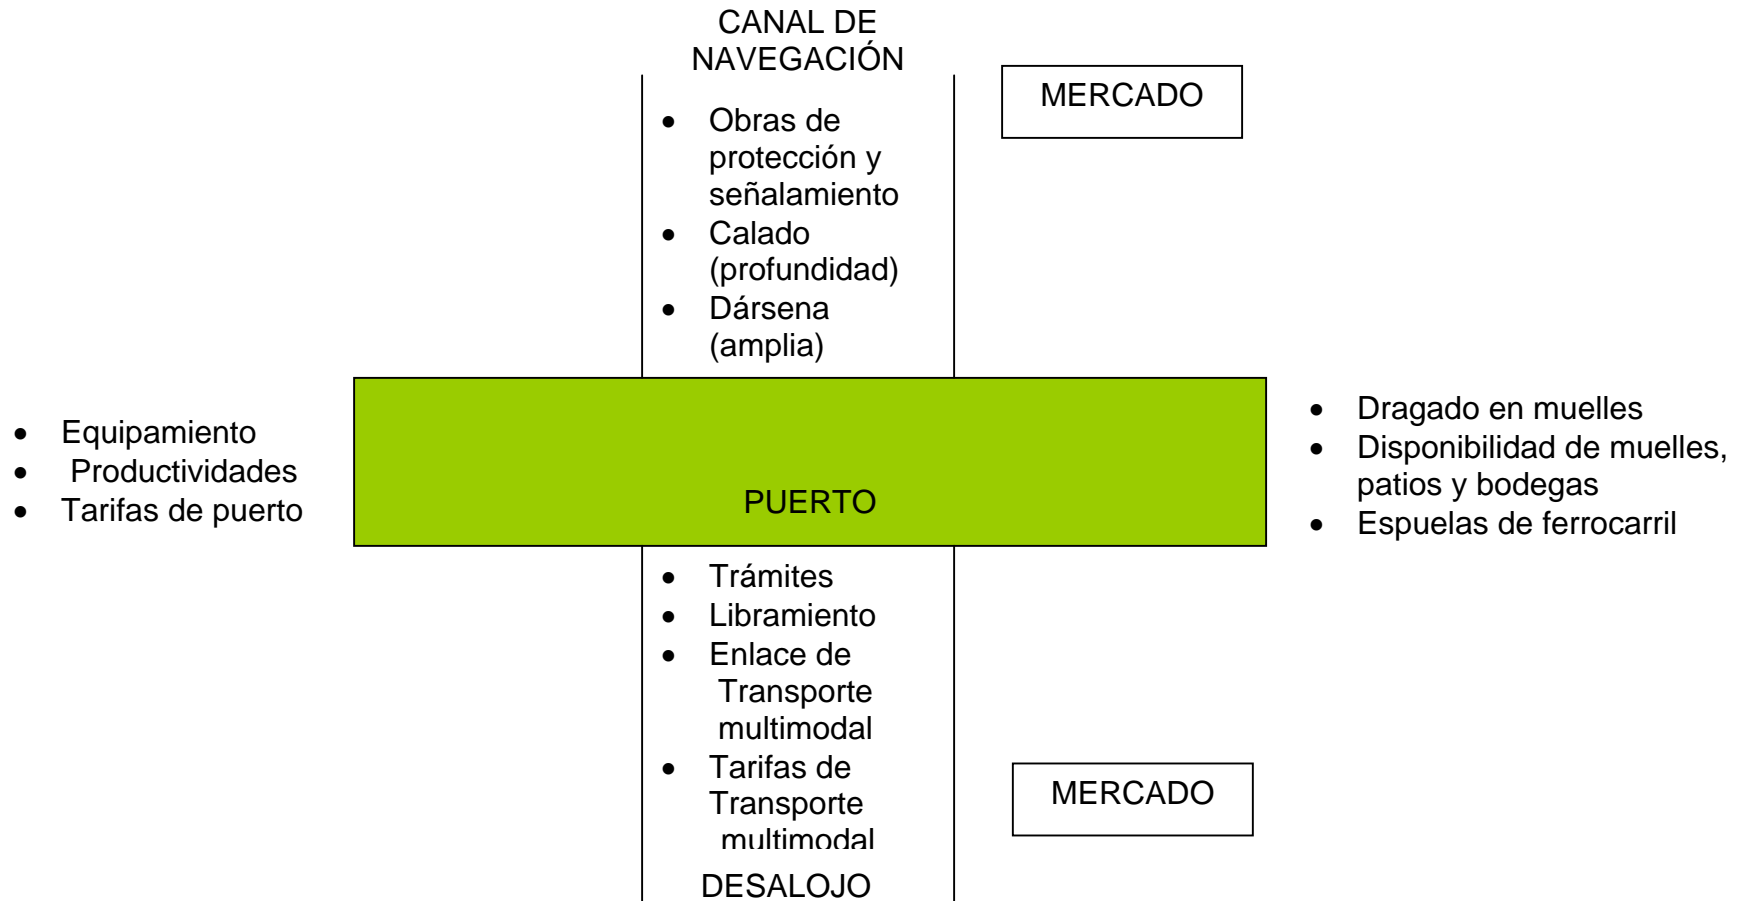 CANAL DE
NAVEGACIÓN
MERCADO
• Obras de
protección y
señalamiento
• Calado
(profundidad)
• Dársena
(amplia)
• Equipamiento
• Productividades
• Tarifas de puerto
PUERTO
• Dragado en muelles
• Disponibilidad de muelles,
patios y bodegas
• Espuelas de ferrocarril
• Trámites
• Libramiento
• Enlace de
Transporte
multimodal
• Tarifas de
Transporte
multimodal
MERCADO
DESALOJO